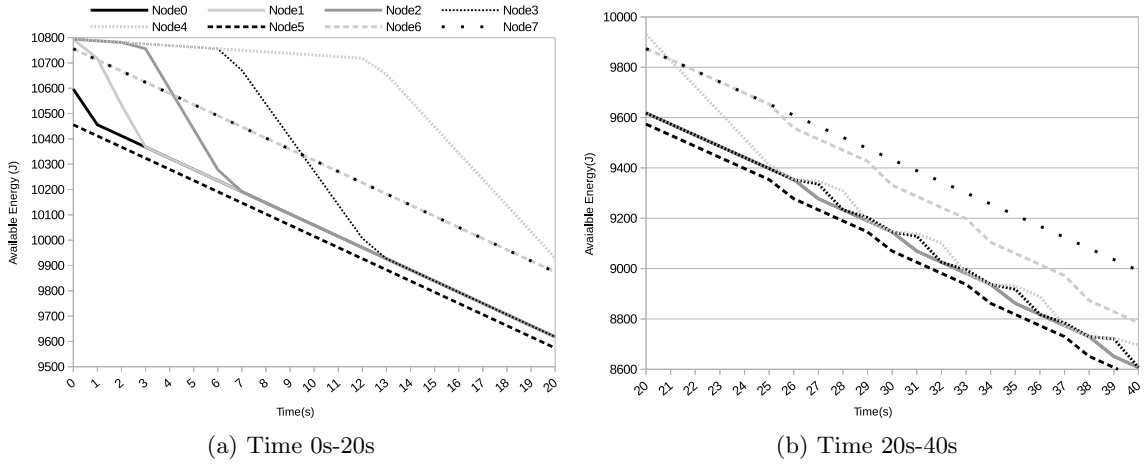 Node0 Node1 Node2 Node3
Node4 Node5 Node6 Node7
Available Energy (J)
10800
10700
10600
10500
10400
10300
10200
10100
10000
9900
9800
9700
9600
9500
0 1 2 3 4 5 6 7 8 9 10 11 12 13 14 15 16 17 18 19 20
Time(s)
(a) Time 0s-20s
Avaialble Energy(J)
10000
9800
9600
9400
9200
9000
8800
8600
20 21 22 23 24 25 26 27 28 29 30 31 32 33 34 35 36 37 38 39 40
Time(s)
(b) Time 20s-40s